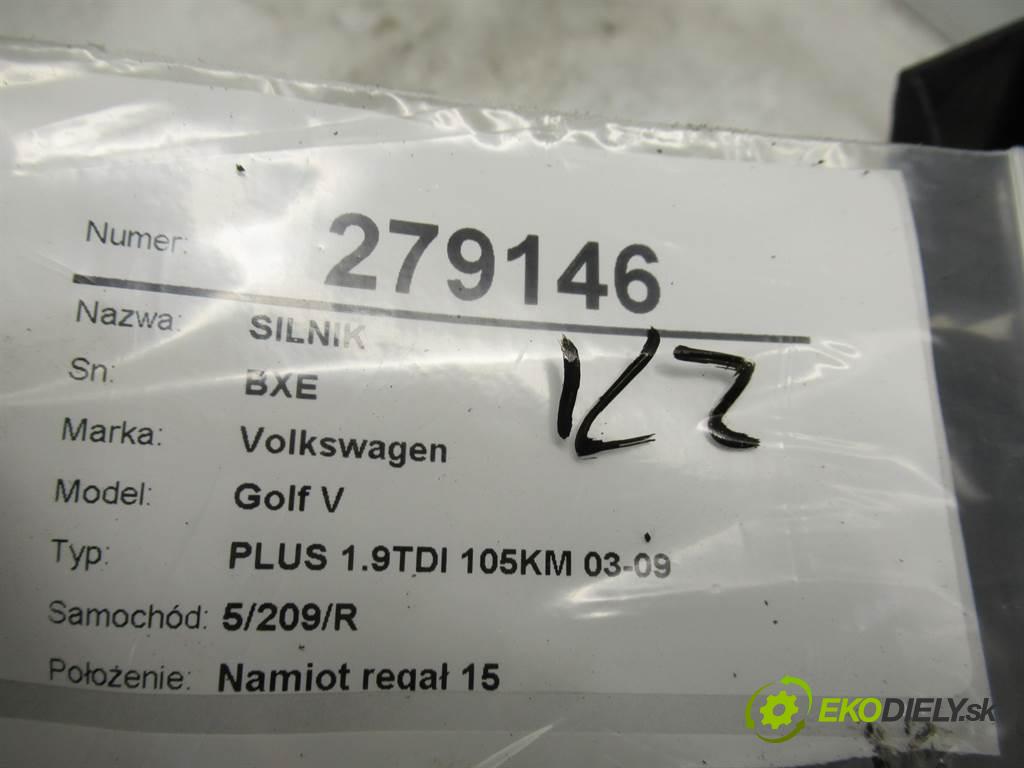 Numer: 279146
Nazwa: SILNIK
Sn: BXE
Marka: Volkswagen
Model: Golf V
Typ: PLUS 1.9TDI 105KM 03-09
Samochód: 5/209/R
Położenie: Namiot regał 15
EKODIELY.sk